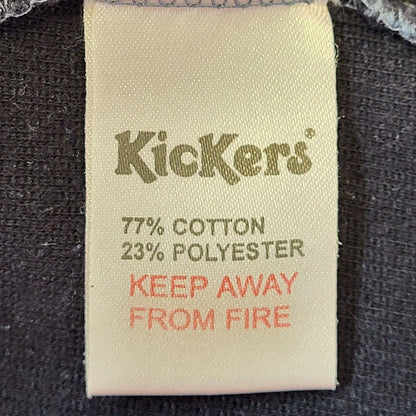 KicKers®
77% COTTON
23% POLYESTER
KEEP AWAY
FROM FIRE